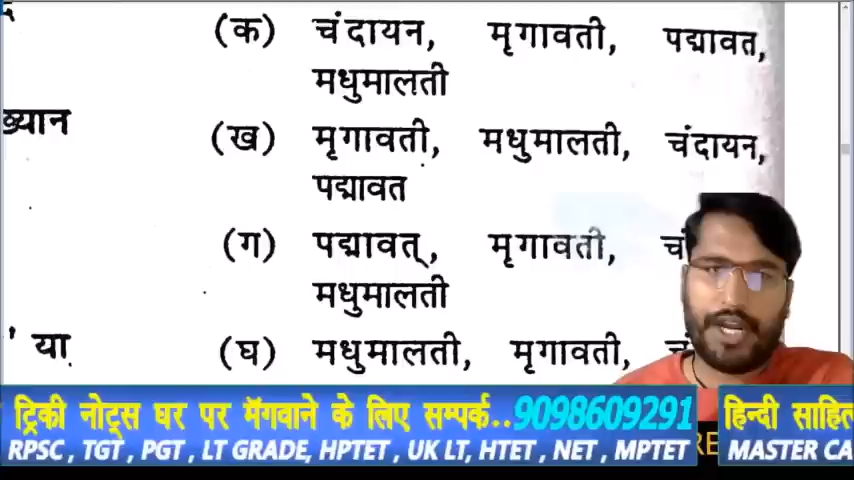 (क) चंदायन, मृगावती, पद्मावत,
मधुमालती
ख्यान
(ख) मृगावती, मधुमालती, चंदायन,
पद्मावत
(ग) पद्मावत्, मृगावती,
मधुमालती
' या
(घ) मधुमालती, मृगावती,
ट्रिकी नोट्स घर पर मॅगवाने के लिए सम्पर्क..9098609291
RPSC , TGT , PGT , LT GRADE, HPTET , UK LT, HTET , NET , MPTET
MASTER